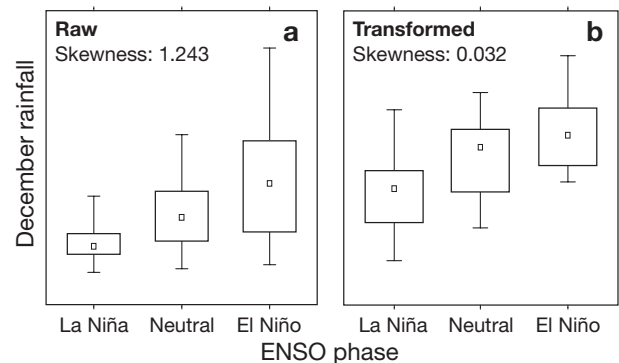 Raw
a
Skewness: 1.243
Transformed
b
Skewness: 0.032
December rainfall
La Niña Neutral El Niño
La Niña Neutral El Niño
ENSO phase